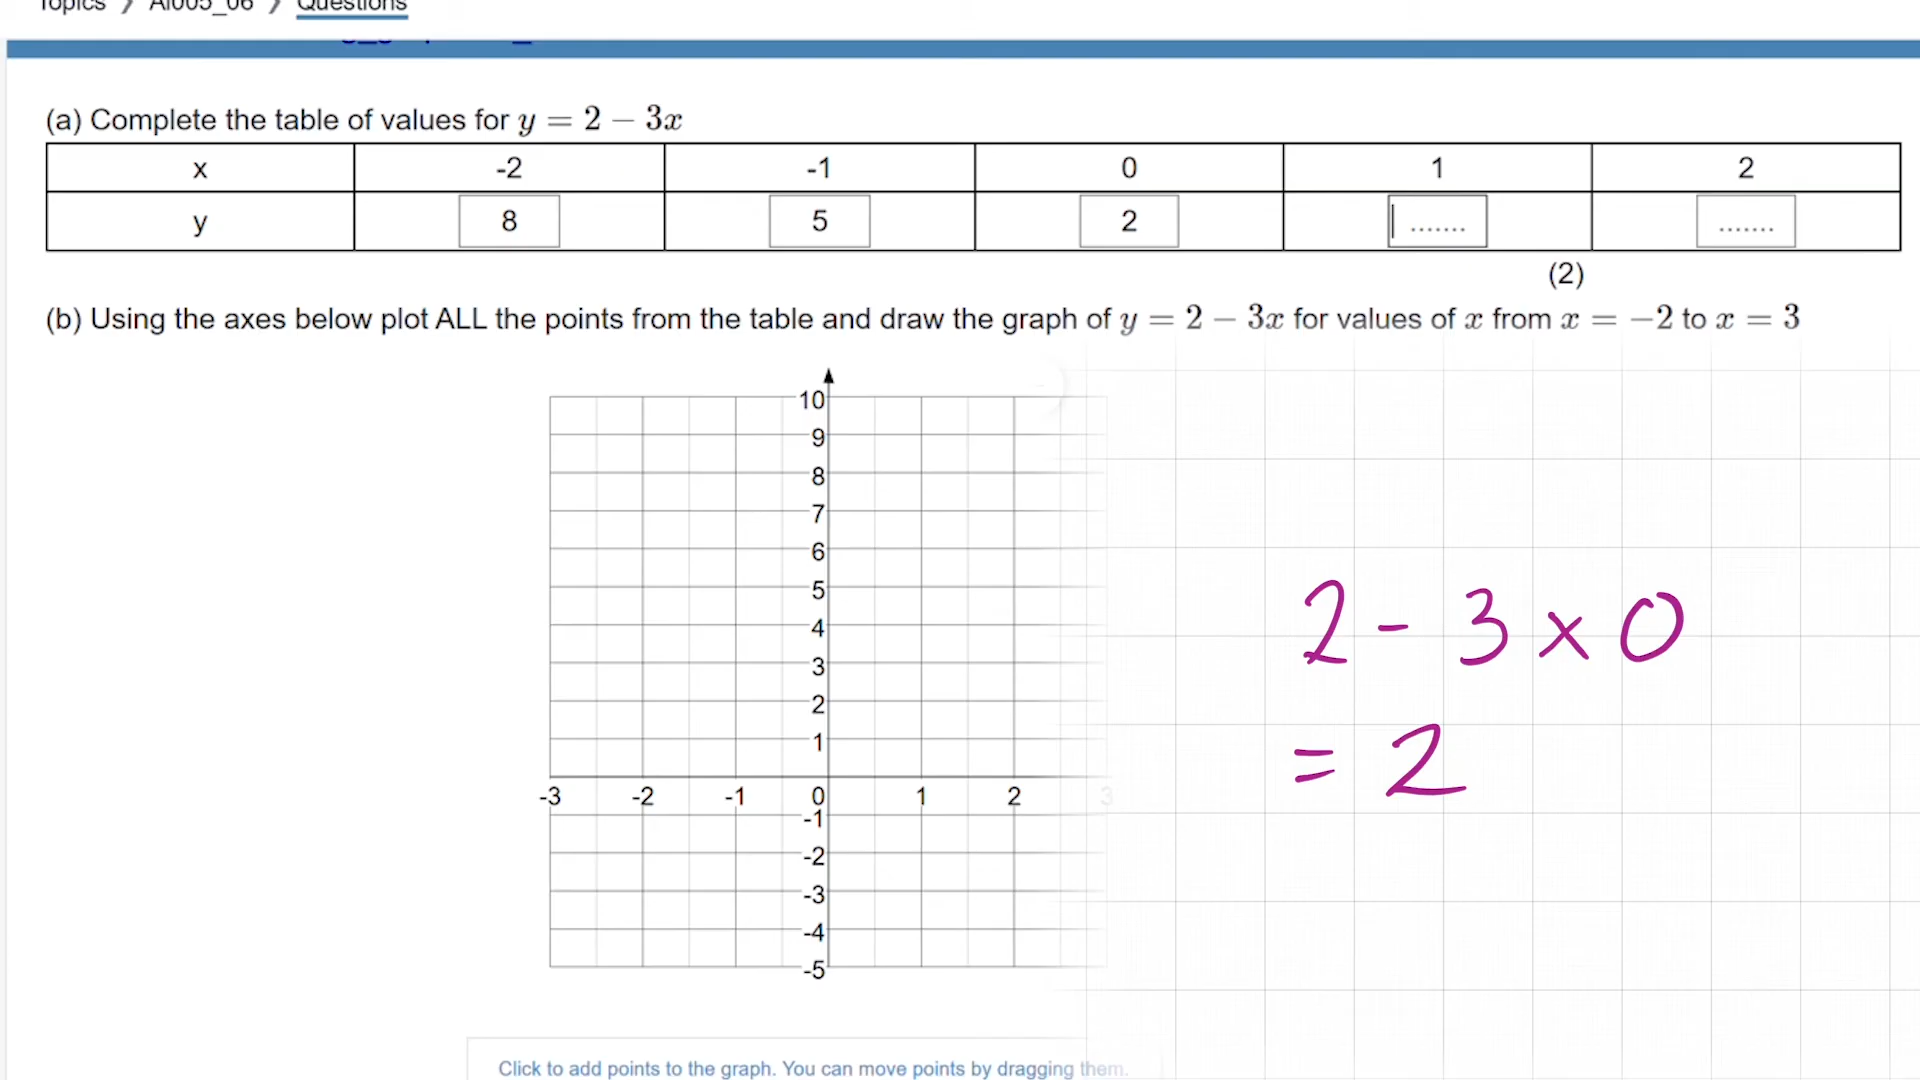 Topics ❯ AI005_06 ❯ Questions
(a) Complete the table of values for y = 2 − 3x
x -2 -1 0 1 2
y 8 5 2 ....... .......
(2)
(b) Using the axes below plot ALL the points from the table and draw the graph of y = 2 − 3x for values of x from x = −2 to x = 3
10
9
8
7
6
5
4
3
2
1
-3 -2 -1 0 1 2 3
-1
-2
-3
-4
-5
2 - 3 × 0
= 2
Click to add points to the graph. You can move points by dragging them.